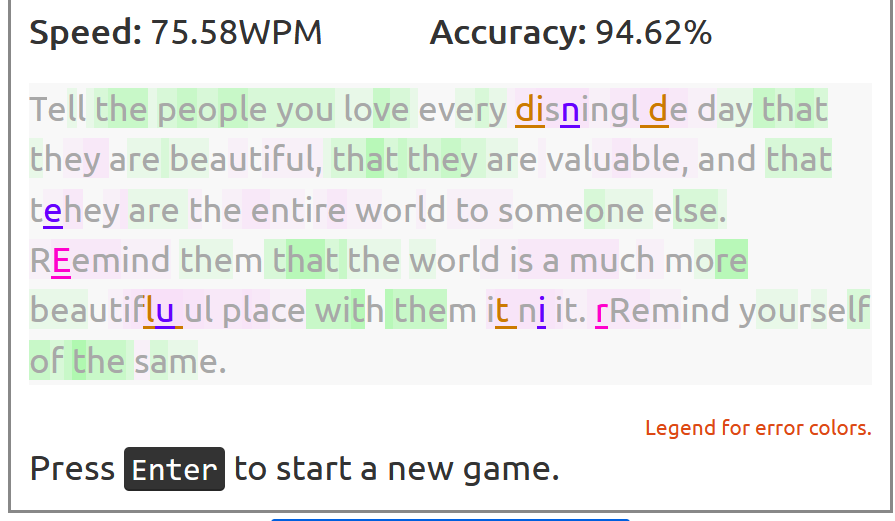 Speed: 75.58WPM Accuracy: 94.62%
Tell the people you love every disningl de day that
they are beautiful, that they are valuable, and that
tehey are the entire world to someone else.
REemind them that the world is a much more
beautiflu ul place with them it ni it. rRemind yourself
of the same.
Legend for error colors.
Press Enter to start a new game.